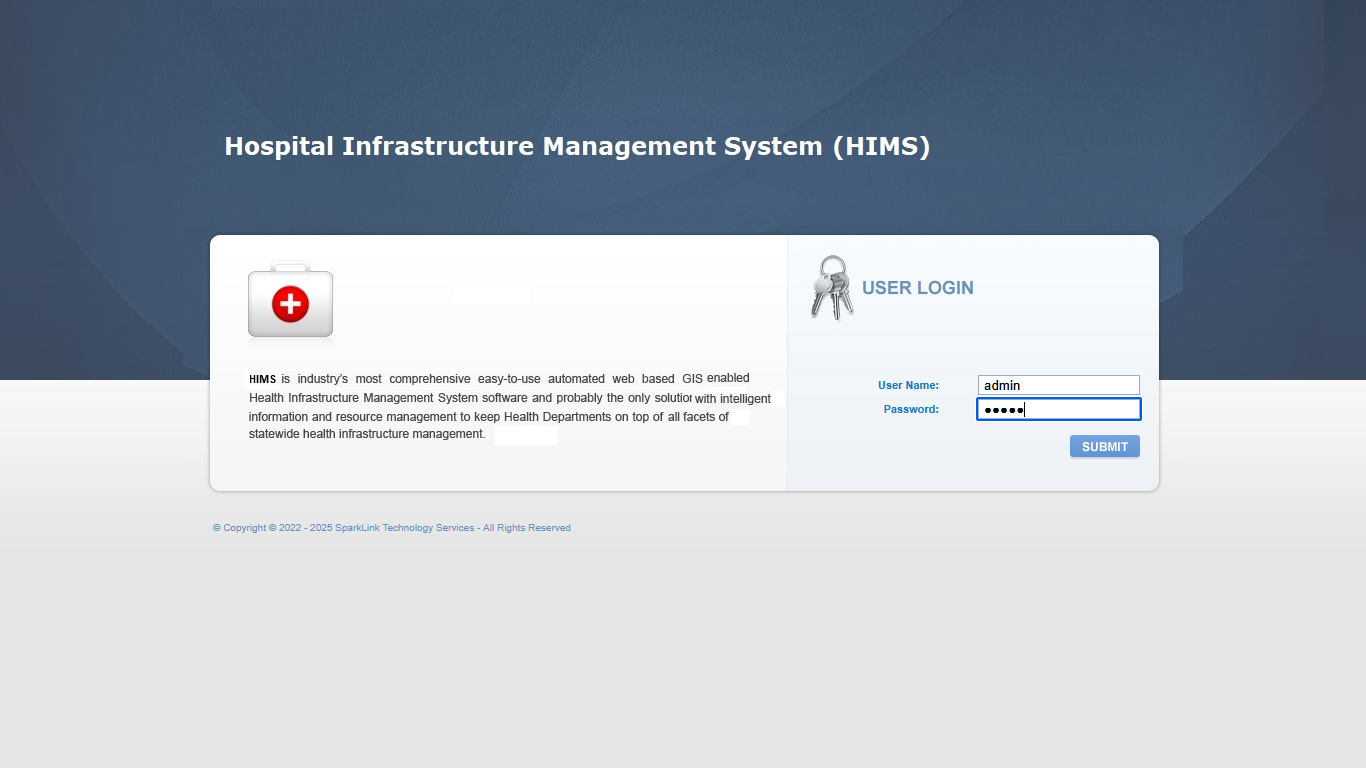 Hospital Infrastructure Management System (HIMS)
USER LOGIN
HIMS is industry's most comprehensive easy-to-use automated web based GIS enabled
Health Infrastructure Management System software and probably the only solution with intelligent
information and resource management to keep Health Departments on top of all facets of
statewide health infrastructure management.
User Name: admin
Password: ●●●●●
SUBMIT
© Copyright © 2022 - 2025 SparkLink Technology Services - All Rights Reserved